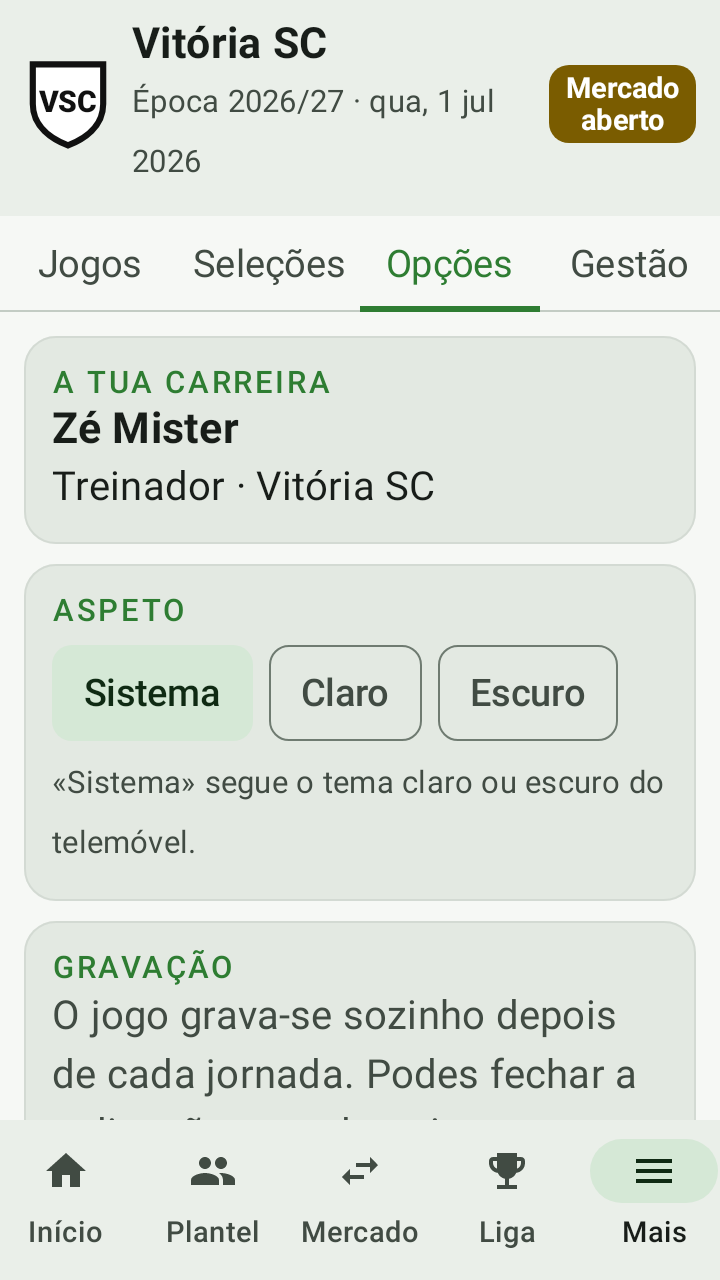 Vitória SC
VSC
Época 2026/27 · qua, 1 jul
2026
Mercado
aberto
Jogos
Seleções
Opções
Gestão
A TUA CARREIRA
Zé Mister
Treinador · Vitória SC
ASPETO
Sistema
Claro
Escuro
«Sistema» segue o tema claro ou escuro do
telemóvel.
GRAVAÇÃO
O jogo grava-se sozinho depois
de cada jornada. Podes fechar a
Início
Plantel
Mercado
Liga
Mais